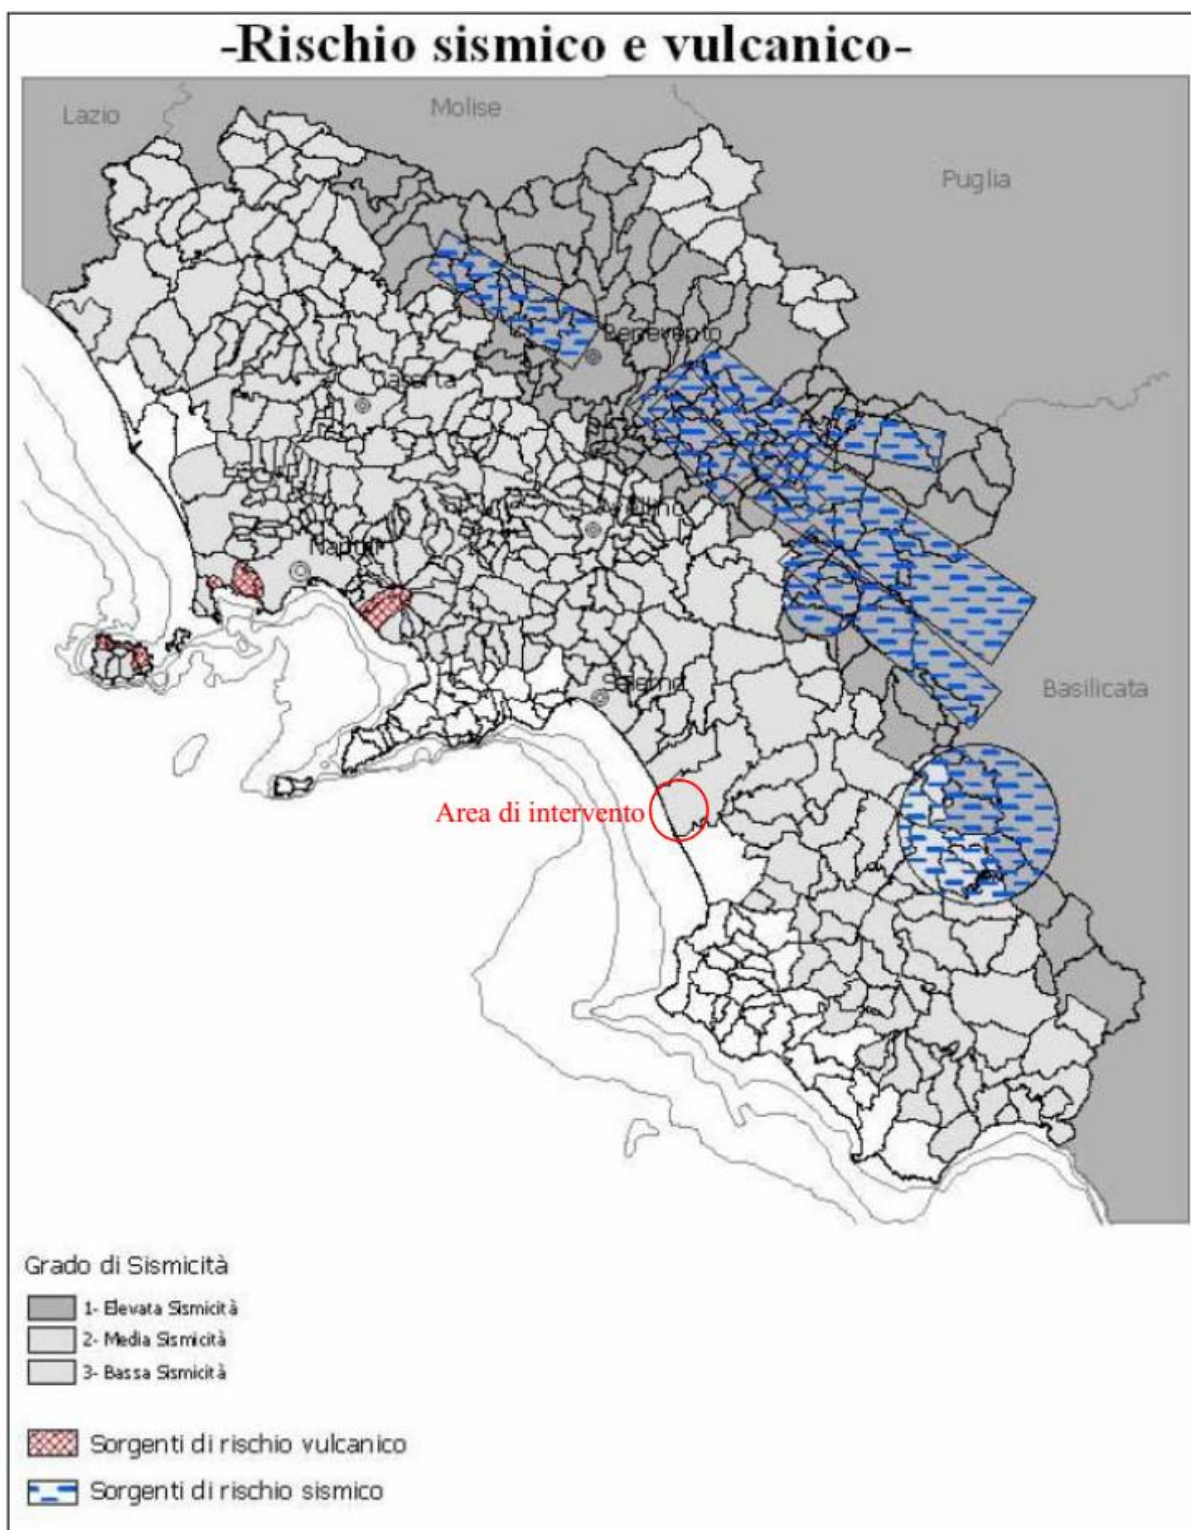 -Rischio sismico e vulcanico-
Lazio
Molise
Puglia
Benevento
Caserta
Avellino
Napoli
Salerno
Basilicata
Area di intervento
Grado di Sismicità
1- Elevata Sismicità
2- Media Sismicità
3- Bassa Sismicità
Sorgenti di rischio vulcanico
Sorgenti di rischio sismico